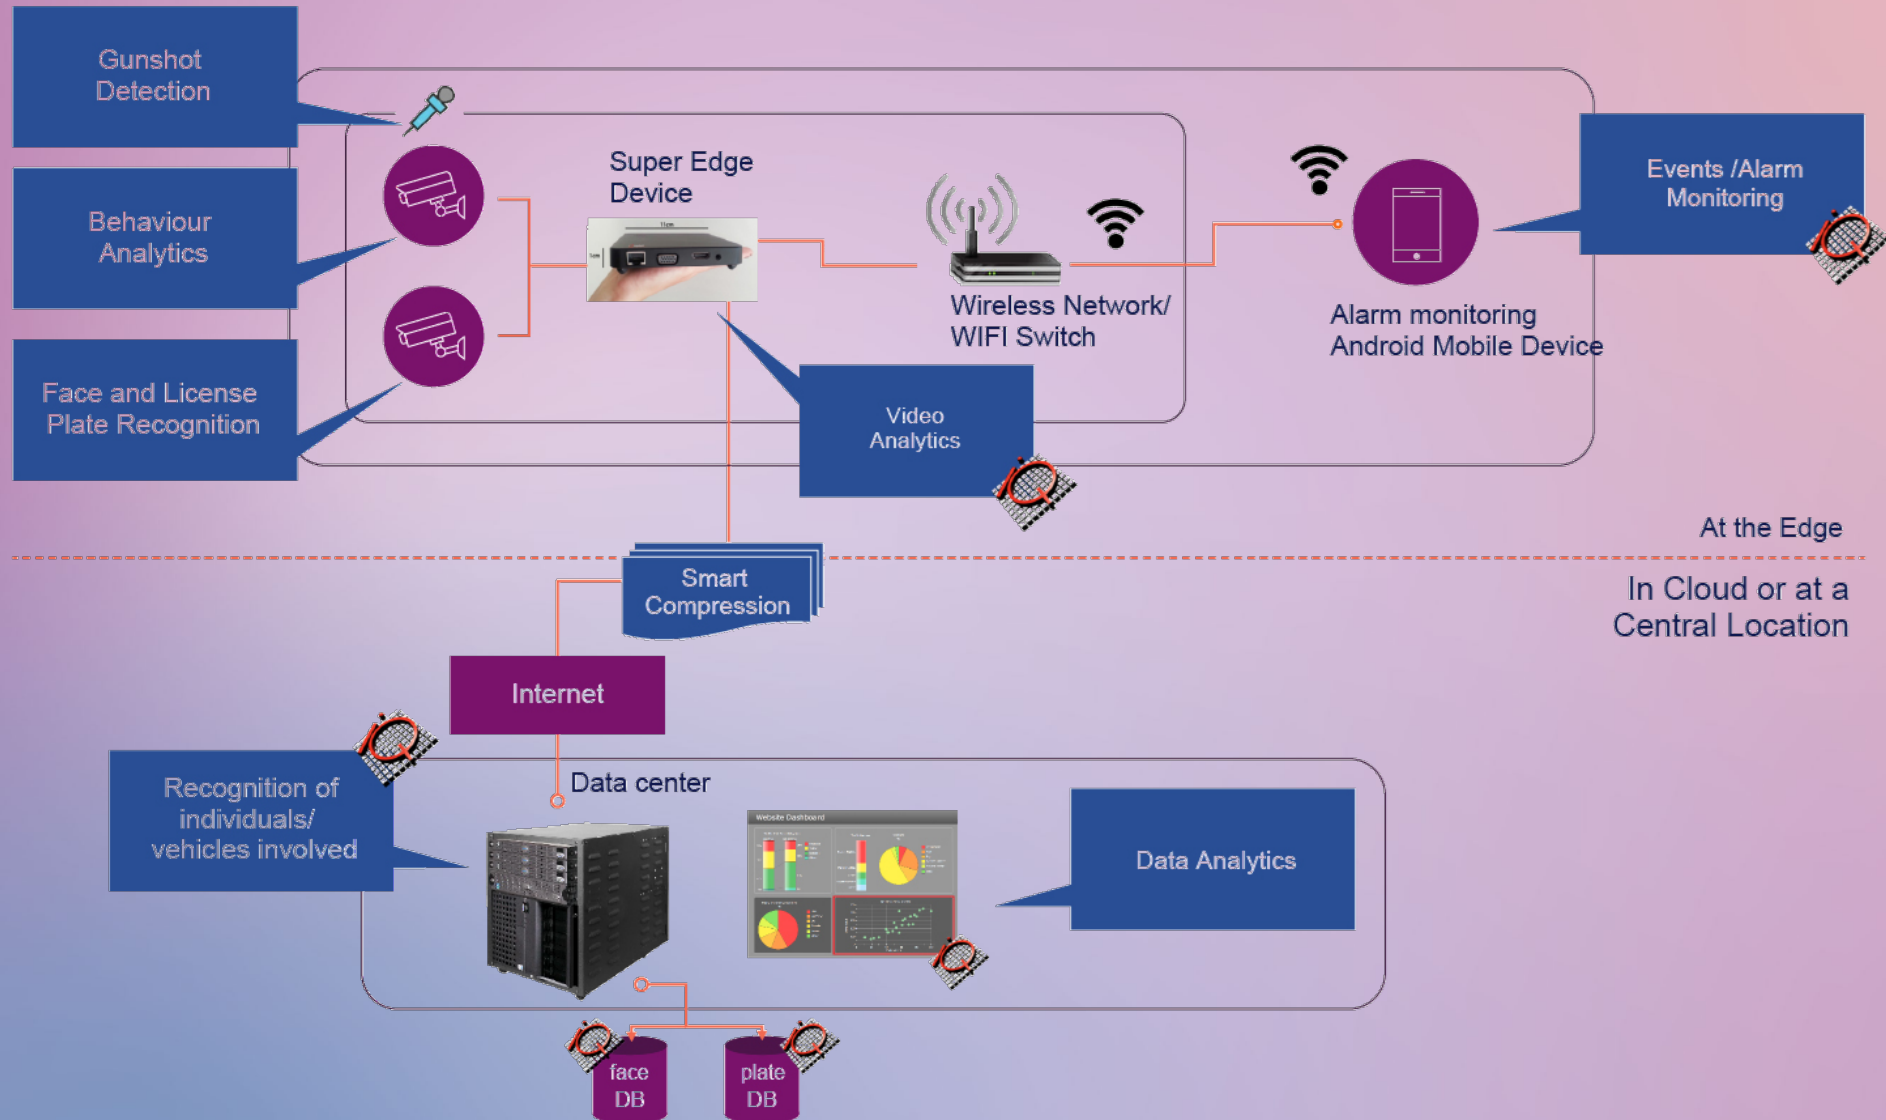 Gunshot
Detection
Behaviour
Analytics
Face and License
Plate Recognition
Super Edge
Device
11cm
Wireless Network/
WIFI Switch
Events /Alarm
Monitoring
Alarm monitoring
Android Mobile Device
Video
Analytics
At the Edge
In Cloud or at a
Central Location
Smart
Compression
Internet
Recognition of
individuals/
vehicles involved
Data center
Website Dashboard
Data Analytics
face
DB
plate
DB